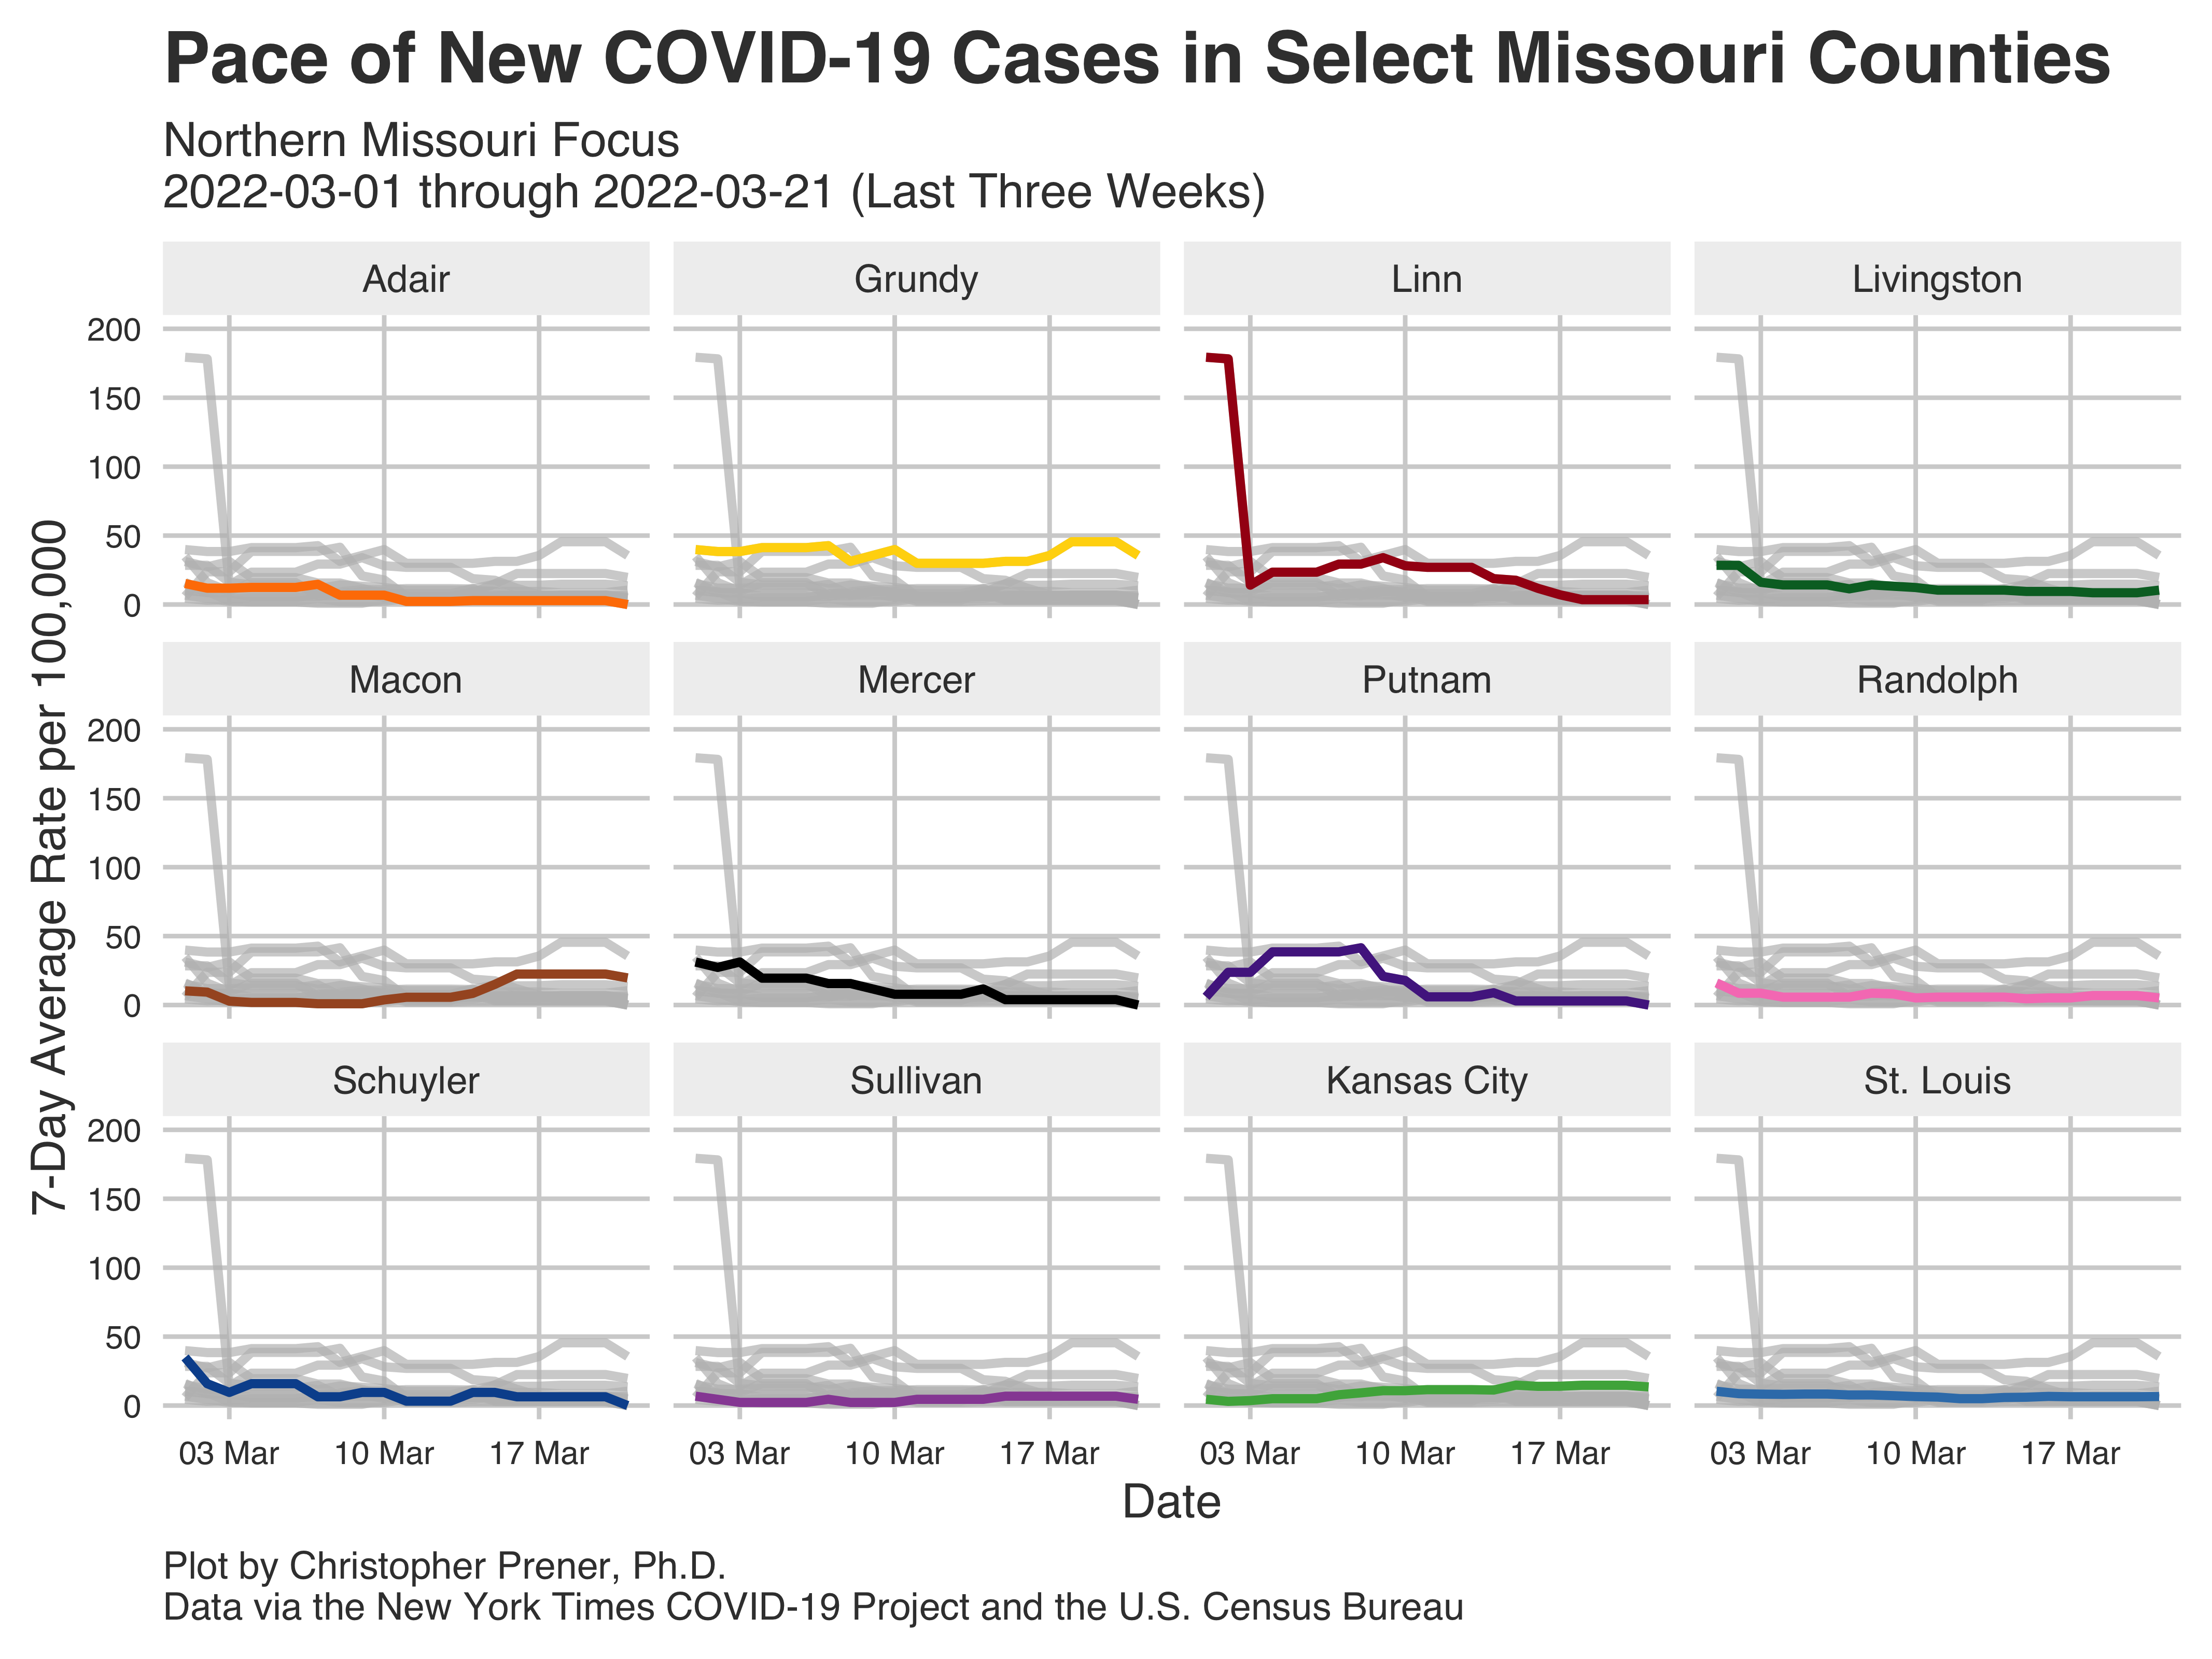 Pace of New COVID-19 Cases in Select Missouri Counties
Northern Missouri Focus
2022-03-01 through 2022-03-21 (Last Three Weeks)
7-Day Average Rate per 100,000
Adair
Grundy
Linn
Livingston
200
150
100
50
0
Macon
Mercer
Putnam
Randolph
200
150
100
50
0
Schuyler
Sullivan
Kansas City
St. Louis
200
150
100
50
0
03 Mar 10 Mar 17 Mar
03 Mar 10 Mar 17 Mar
03 Mar 10 Mar 17 Mar
03 Mar 10 Mar 17 Mar
Date
Plot by Christopher Prener, Ph.D.
Data via the New York Times COVID-19 Project and the U.S. Census Bureau